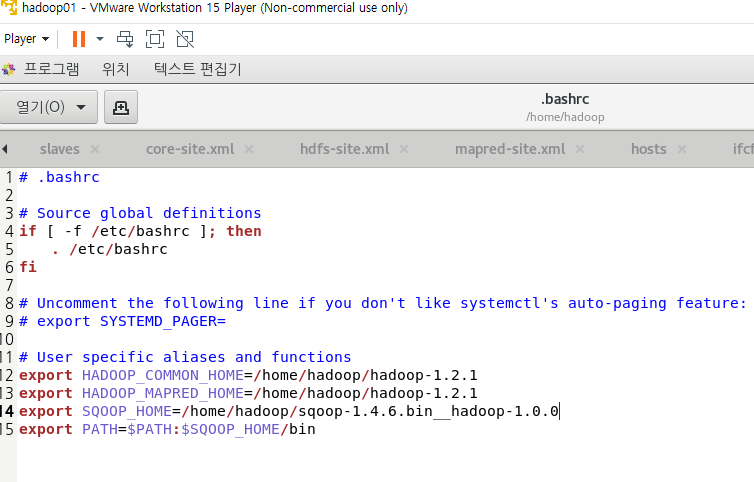 hadoop01 - VMware Workstation 15 Player (Non-commercial use only)
Player
프로그램 위치 텍스트 편집기
열기(O) .bashrc
/home/hadoop
slaves × core-site.xml × hdfs-site.xml × mapred-site.xml × hosts × ifcf
1 # .bashrc
2
3 # Source global definitions
4 if [ -f /etc/bashrc ]; then
5     . /etc/bashrc
6 fi
7
8 # Uncomment the following line if you don't like systemctl's auto-paging feature:
9 # export SYSTEMD_PAGER=
10
11 # User specific aliases and functions
12 export HADOOP_COMMON_HOME=/home/hadoop/hadoop-1.2.1
13 export HADOOP_MAPRED_HOME=/home/hadoop/hadoop-1.2.1
14 export SQOOP_HOME=/home/hadoop/sqoop-1.4.6.bin__hadoop-1.0.0
15 export PATH=$PATH:$SQOOP_HOME/bin